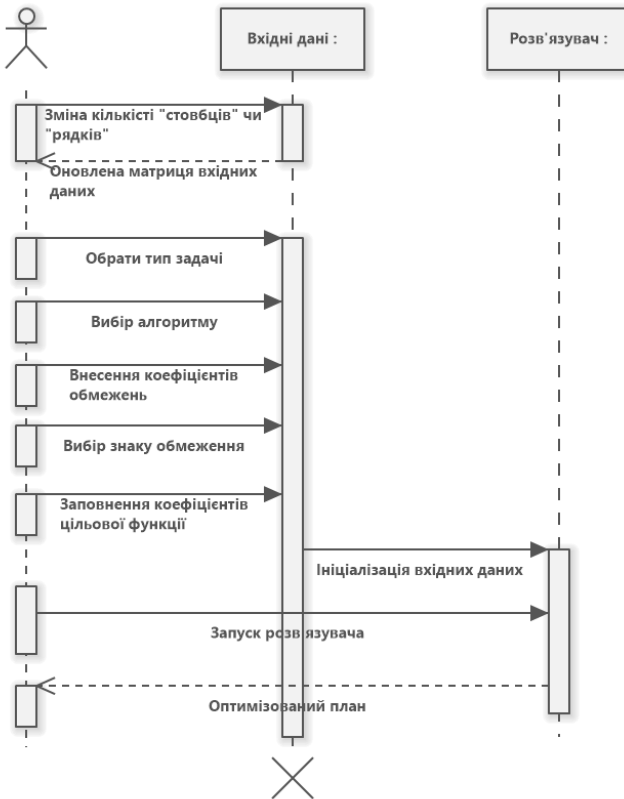 Вхідні дані :
Розв'язувач :
Зміна кількості "стовбців" чи
"рядків"
Оновлена матриця вхідних
даних
Обрати тип задачі
Вибір алгоритму
Внесення коефіцієнтів
обмежень
Вибір знаку обмеження
Заповнення коефіцієнтів
цільової функції
Ініціалізація вхідних даних
Запуск розв'язувача
Оптимізований план